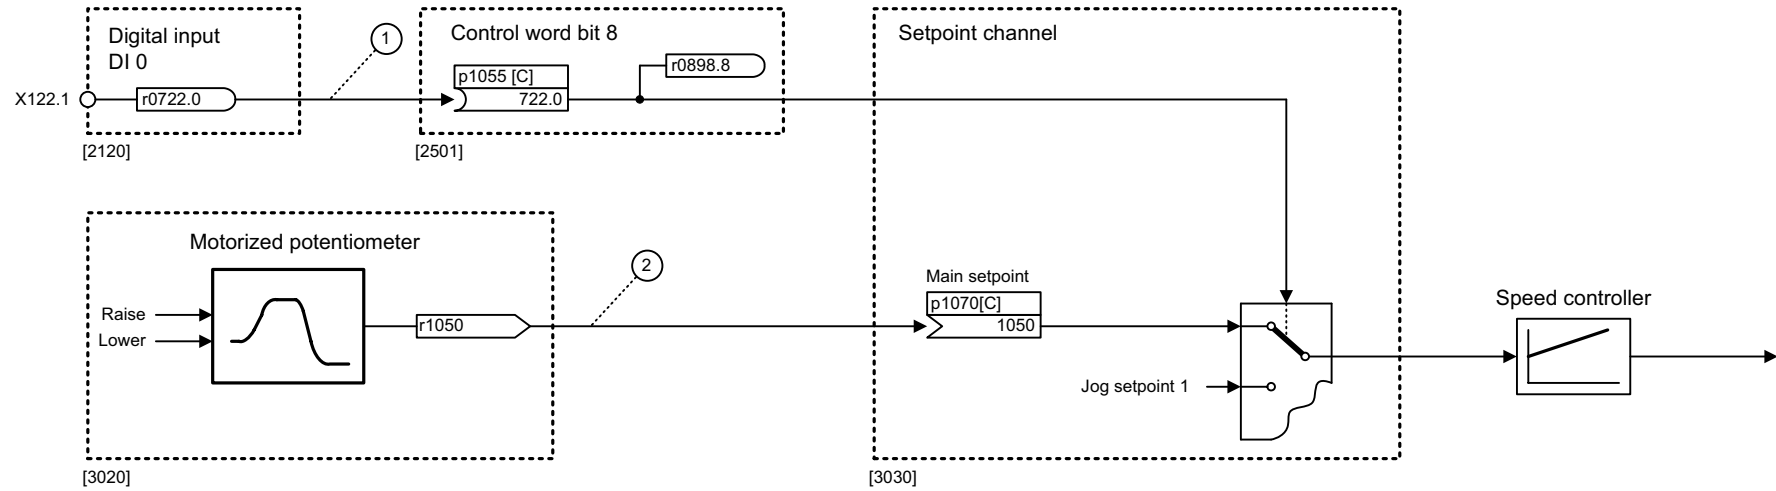 Digital input
DI 0
1
Control word bit 8
Setpoint channel
r0898.8
p1055 [C]
X122.1
r0722.0
722.0
[2120]
[2501]
Motorized potentiometer
2
Main setpoint
p1070[C]
Speed controller
Raise
r1050
1050
Lower
Jog setpoint 1
[3020]
[3030]